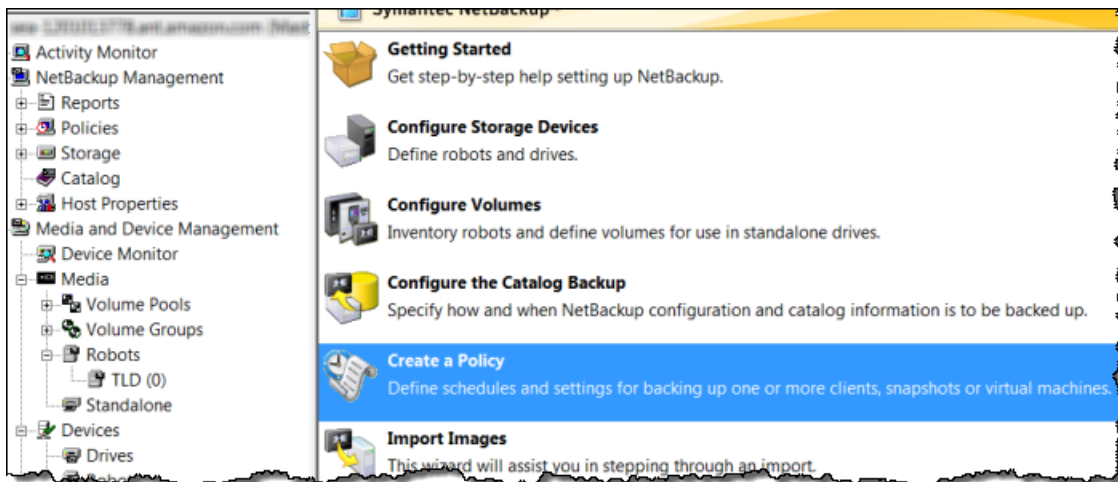 Symantec NetBackup
Activity Monitor
NetBackup Management
Reports
Policies
Storage
Catalog
Host Properties
Media and Device Management
Device Monitor
Media
Volume Pools
Volume Groups
Robots
TLD (0)
Standalone
Devices
Drives
Getting Started
Get step-by-step help setting up NetBackup.
Configure Storage Devices
Define robots and drives.
Configure Volumes
Inventory robots and define volumes for use in standalone drives.
Configure the Catalog Backup
Specify how and when NetBackup configuration and catalog information is to be backed up.
Create a Policy
Define schedules and settings for backing up one or more clients, snapshots or virtual machines.
Import Images
This wizard will assist you in stepping through an import.